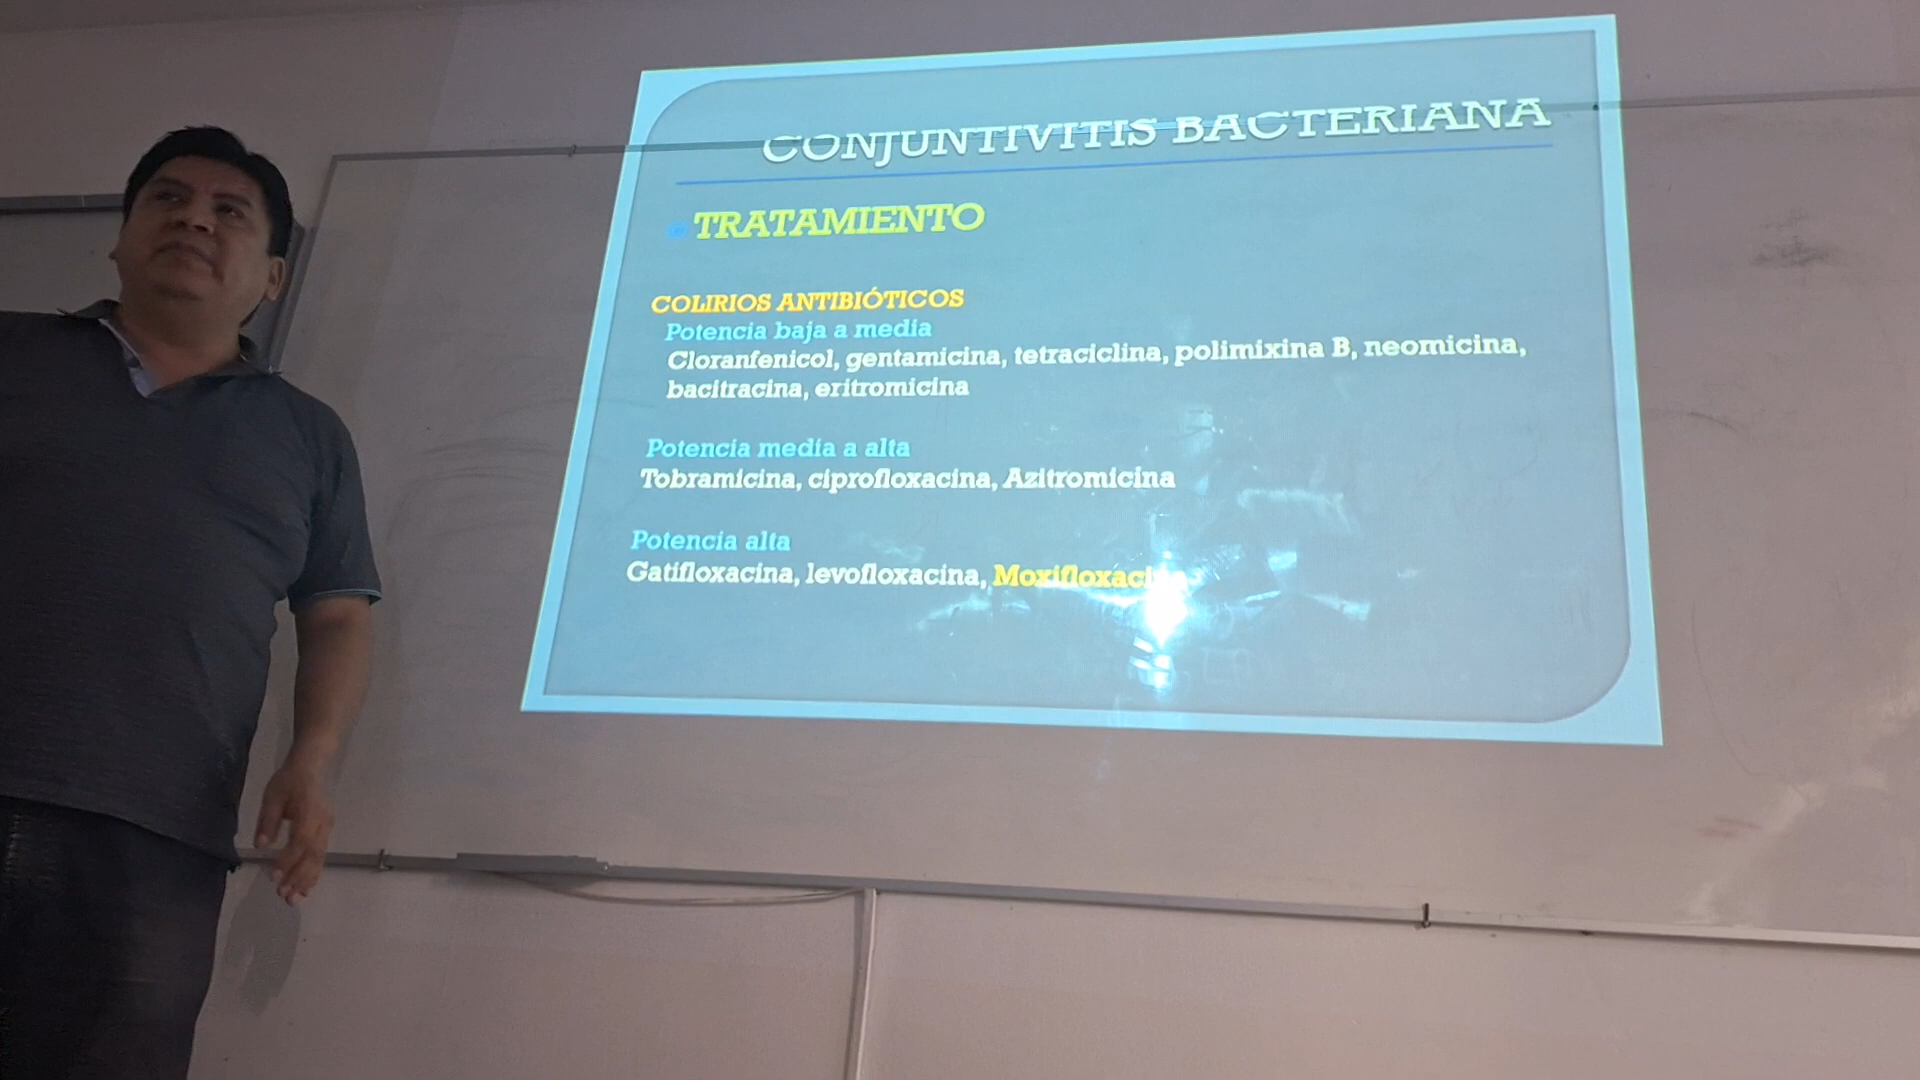 CONJUNTIVITIS BACTERIANA
TRATAMIENTO
COLIRIOS ANTIBIÓTICOS
Potencia baja a media
Cloranfenicol, gentamicina, tetraciclina, polimixina B, neomicina,
bacitracina, eritromicina
Potencia media a alta
Tobramicina, ciprofloxacina, Azitromicina
Potencia alta
Gatifloxacina, levofloxacina, Moxifloxacina